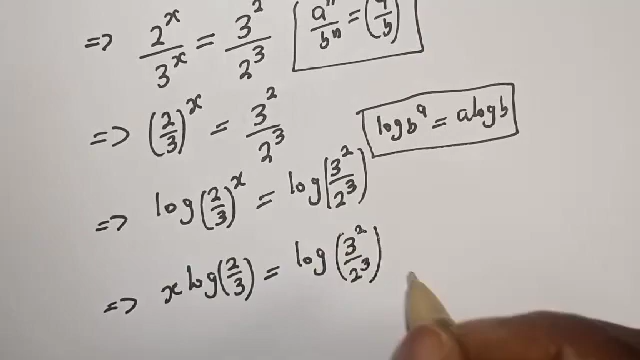 => 2^x/3^x = 3^2/2^3 a^n/b^n = (a/b)
=> (2/3)^x = 3^2/2^3 log b^a = a log b
=> log(2/3)^x = log(3^2/2^3)
=> x log(2/3) = log(3^2/2^3)